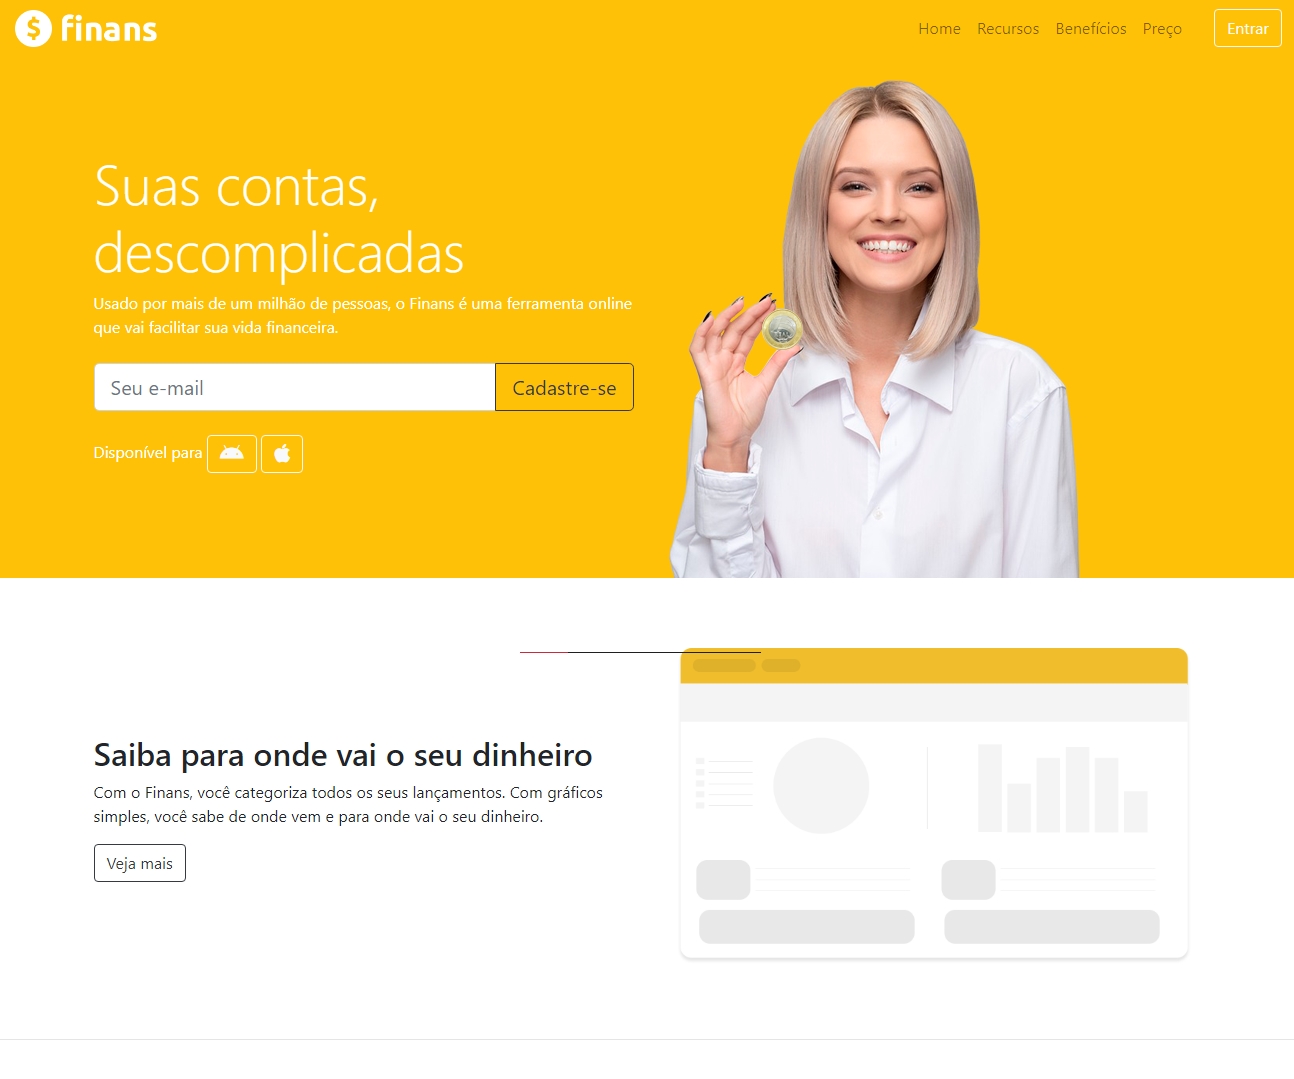 finans
Home Recursos Benefícios Preço Entrar
Suas contas,
descomplicadas
Usado por mais de um milhão de pessoas, o Finans é uma ferramenta online
que vai facilitar sua vida financeira.
Seu e-mail Cadastre-se
Disponível para
Saiba para onde vai o seu dinheiro
Com o Finans, você categoriza todos os seus lançamentos. Com gráficos
simples, você sabe de onde vem e para onde vai o seu dinheiro.
Veja mais